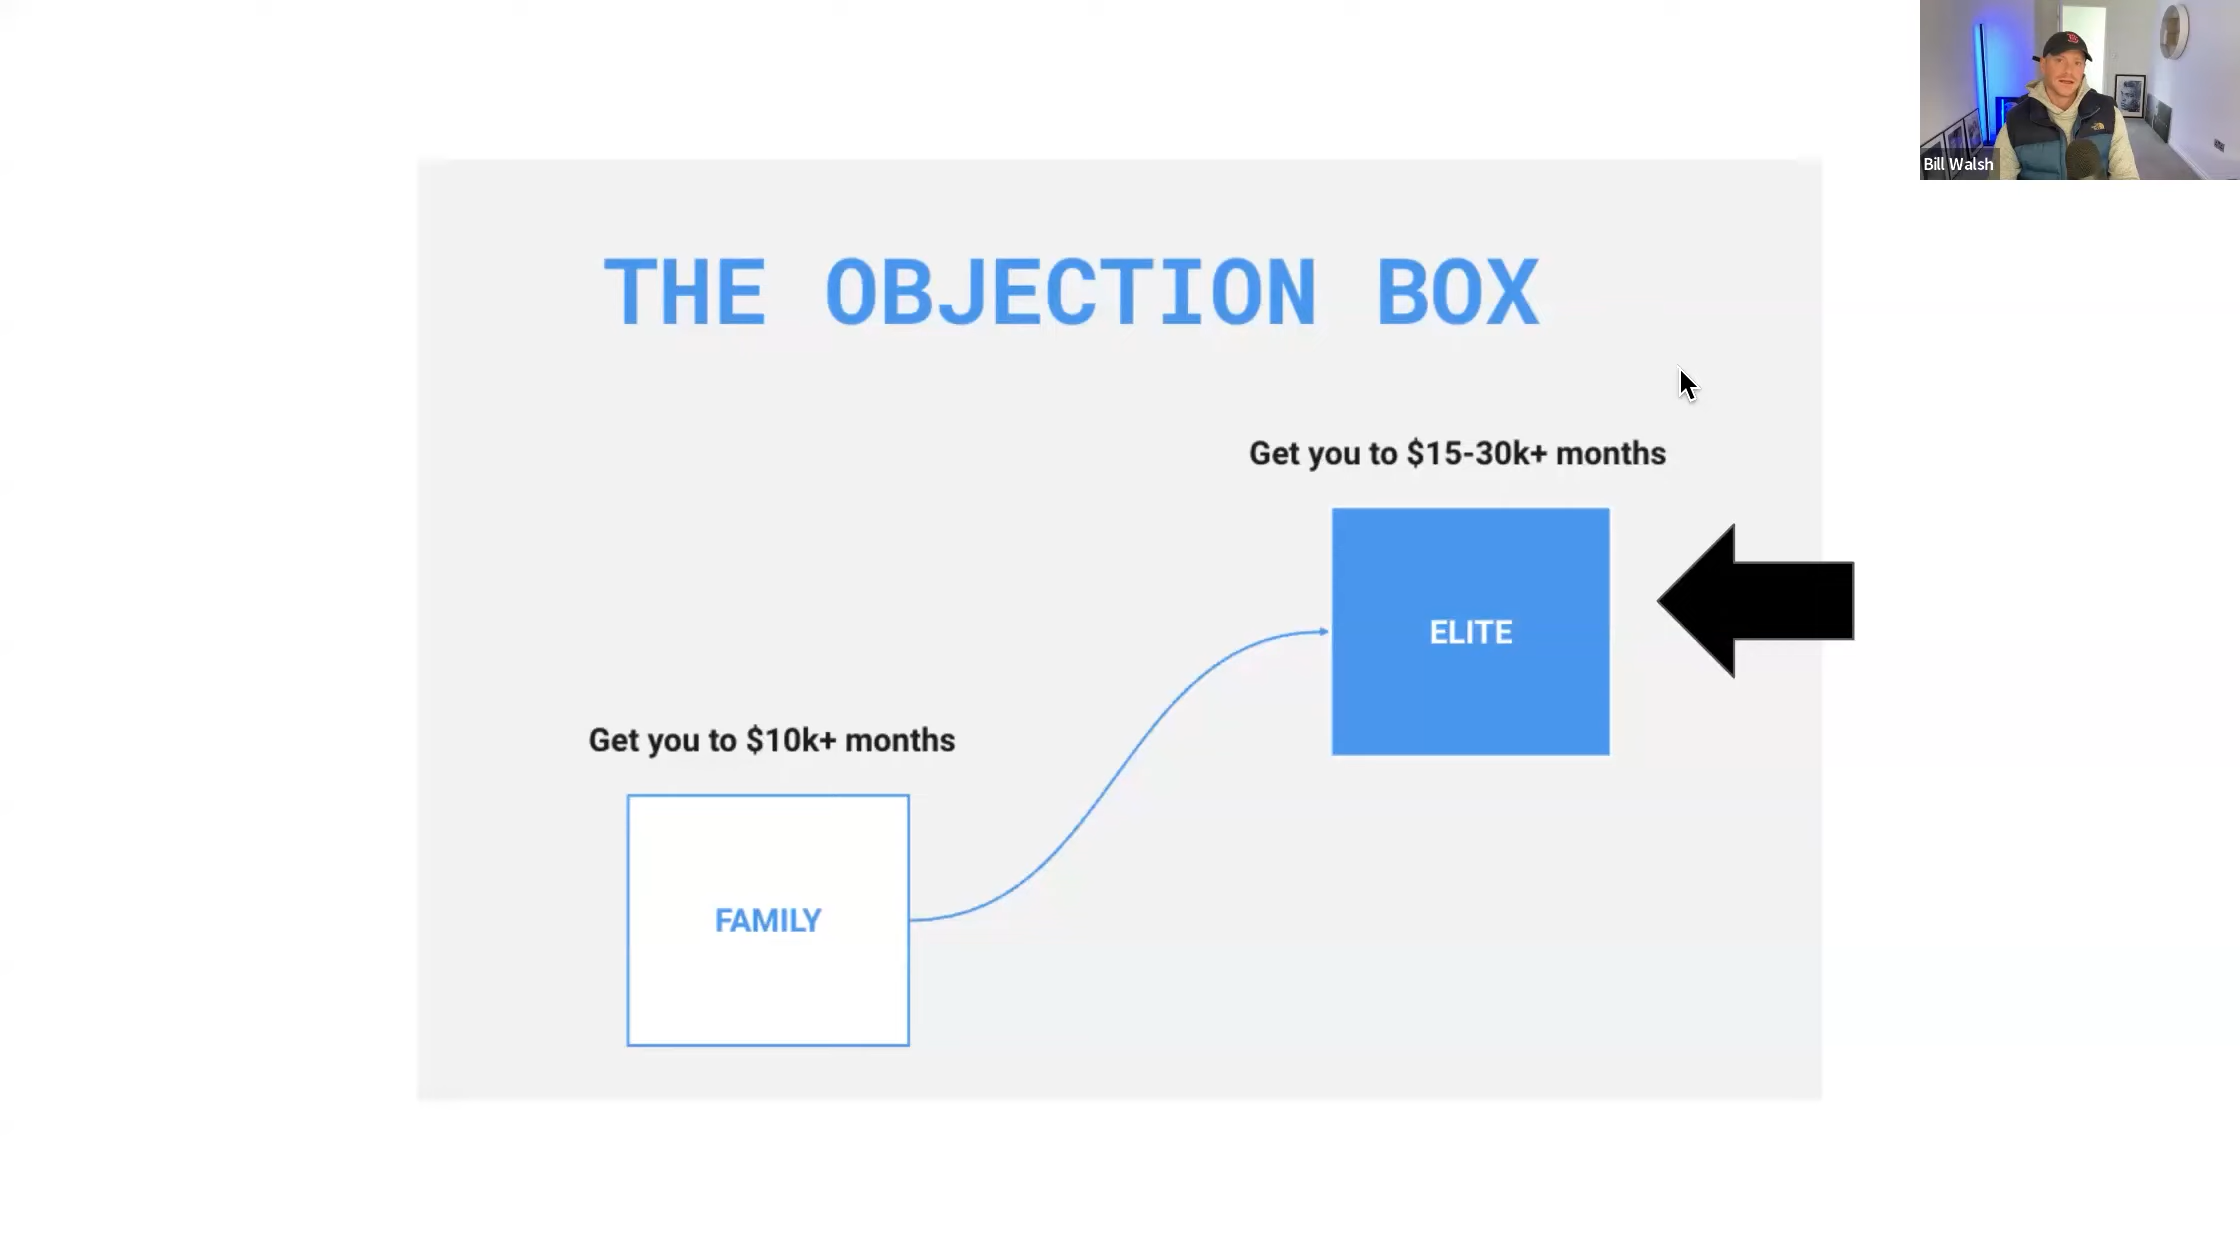 Bill Walsh
THE OBJECTION BOX
Get you to $15-30k+ months
ELITE
Get you to $10k+ months
FAMILY